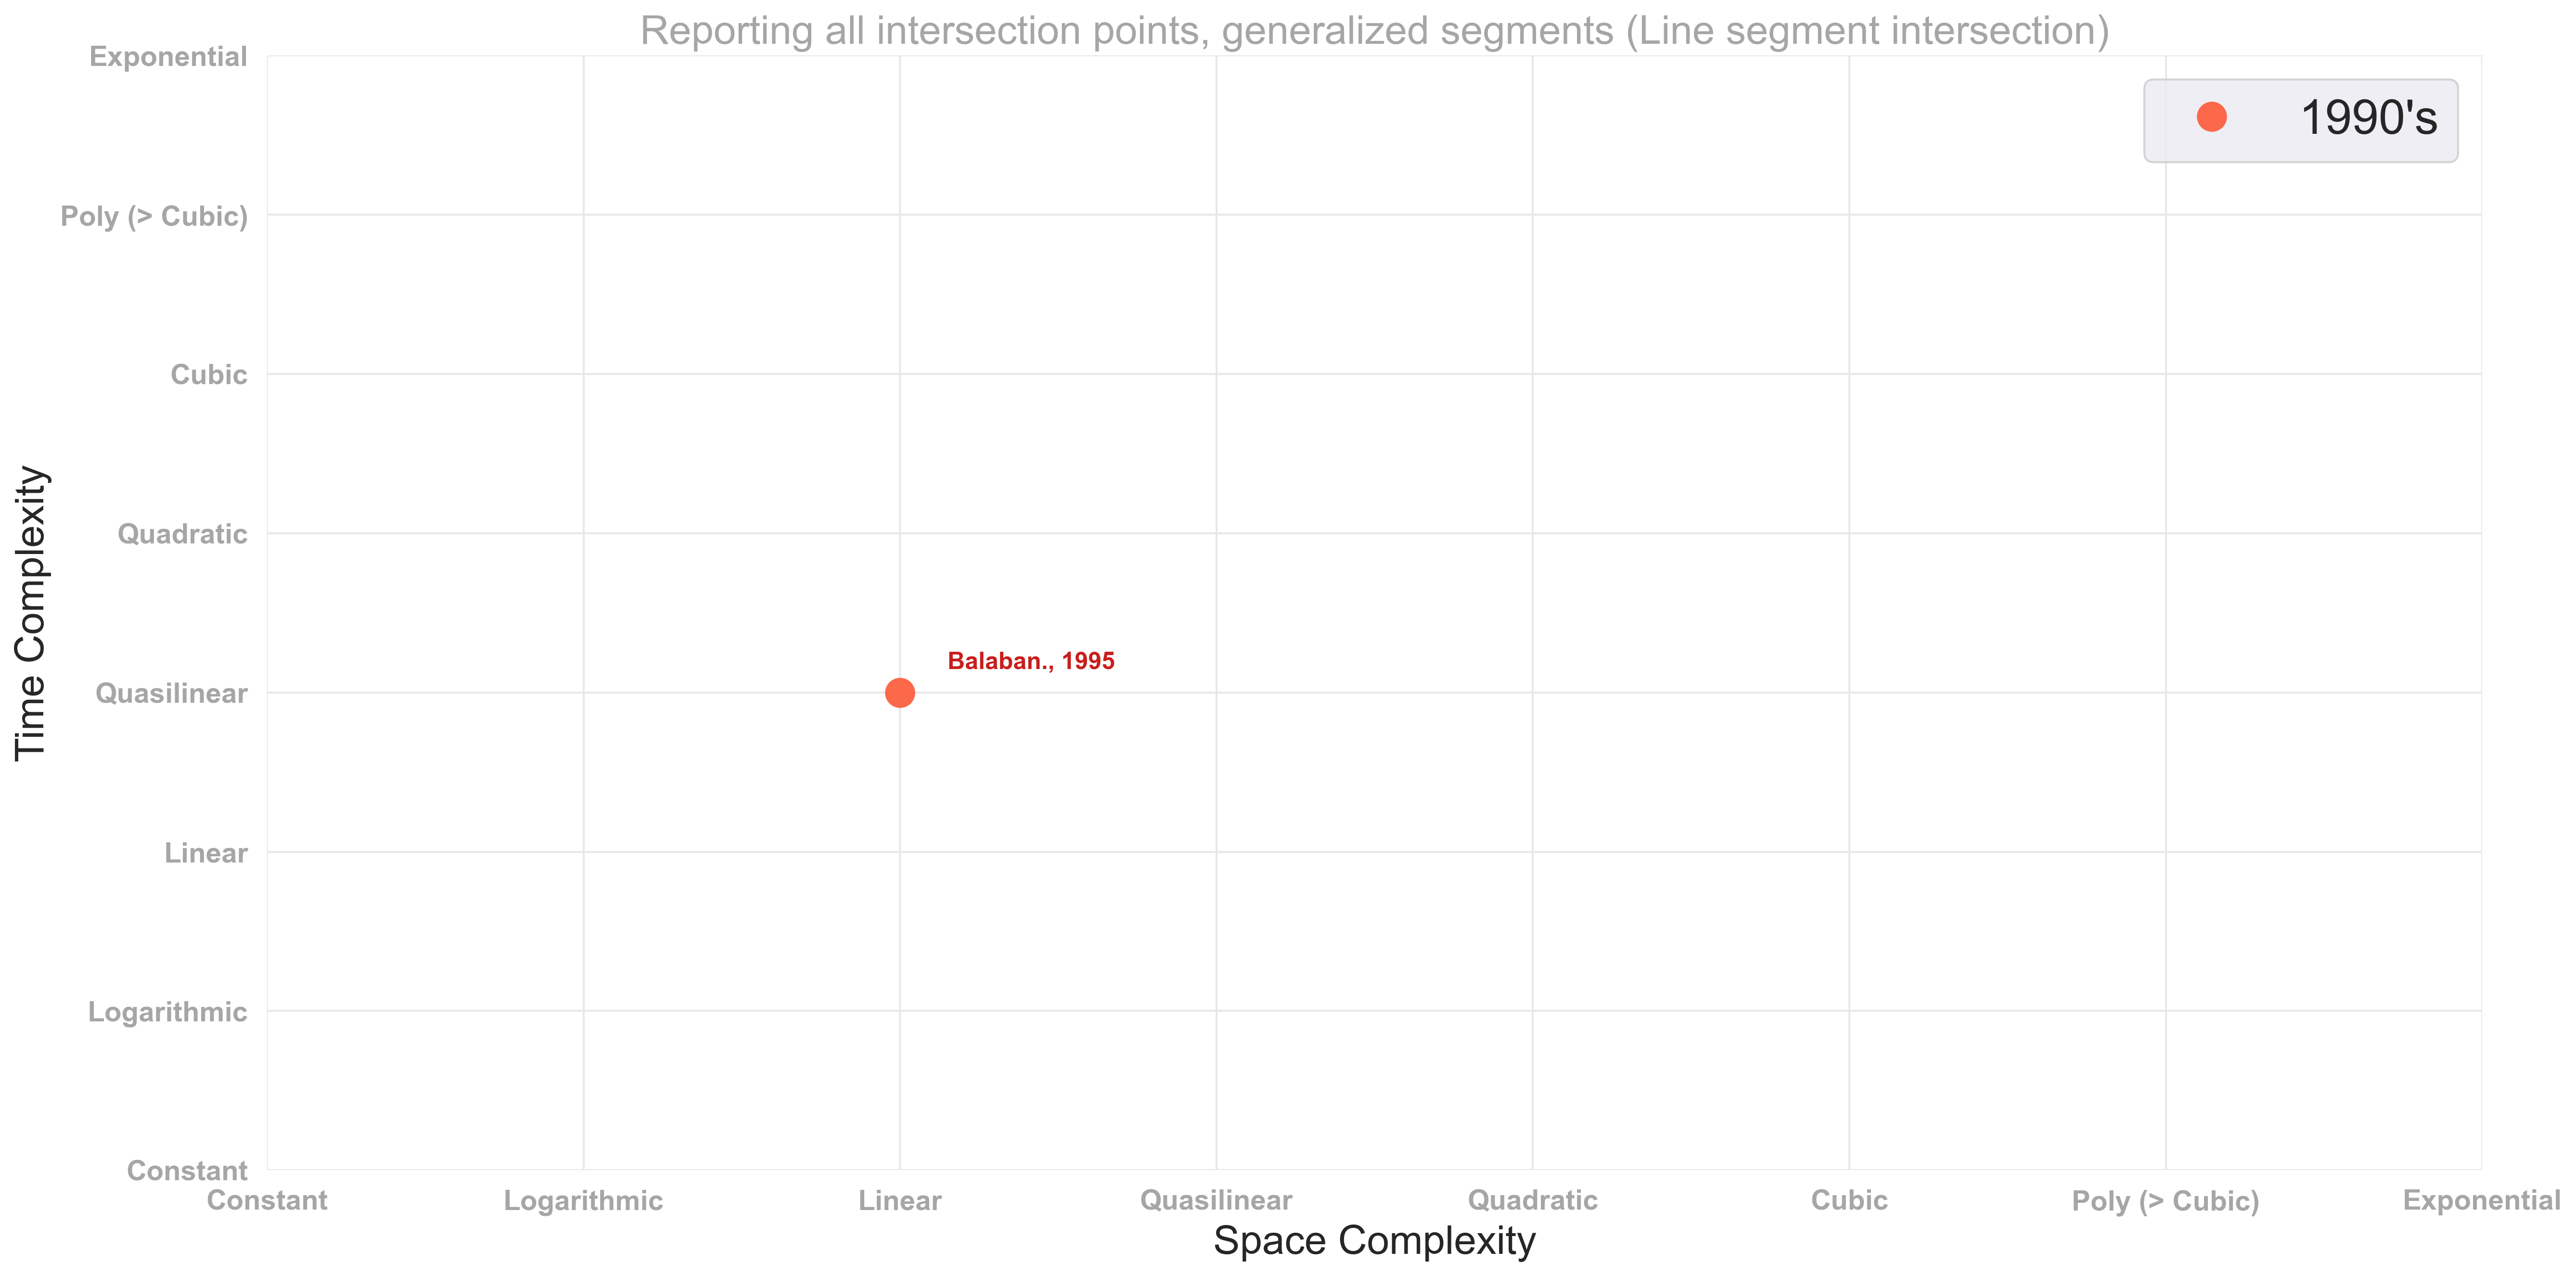 Reporting all intersection points, generalized segments (Line segment intersection)
1990's
Time Complexity
Exponential
Poly (> Cubic)
Cubic
Quadratic
Quasilinear
Linear
Logarithmic
Constant
Balaban., 1995
Constant
Logarithmic
Linear
Quasilinear
Quadratic
Cubic
Poly (> Cubic)
Exponential
Space Complexity